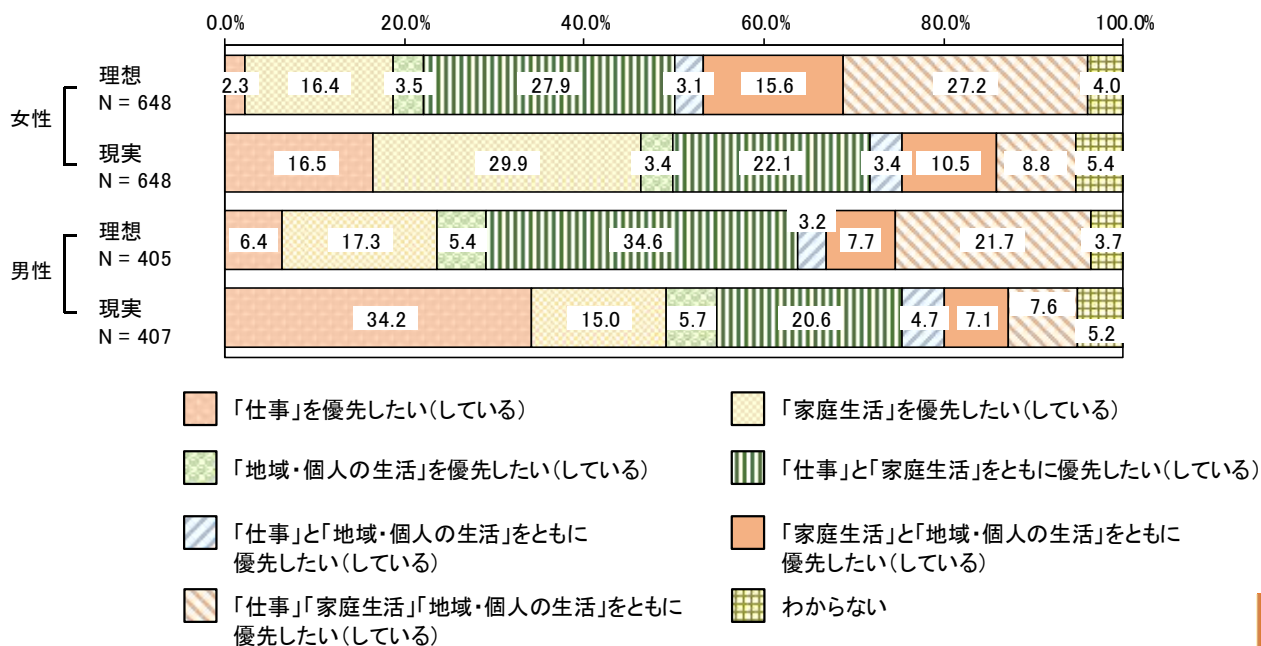 0.0% 20.0% 40.0% 60.0% 80.0% 100.0%
女性
理想
N = 648
2.3 16.4 3.5 27.9 3.1 15.6 27.2 4.0
現実
N = 648
16.5 29.9 3.4 22.1 3.4 10.5 8.8 5.4
男性
理想
N = 405
6.4 17.3 5.4 34.6 3.2 7.7 21.7 3.7
現実
N = 407
34.2 15.0 5.7 20.6 4.7 7.1 7.6 5.2
「仕事」を優先したい(している)
「家庭生活」を優先したい(している)
「地域・個人の生活」を優先したい(している)
「仕事」と「家庭生活」をともに優先したい(している)
「仕事」と「地域・個人の生活」をともに
優先したい(している)
「家庭生活」と「地域・個人の生活」をともに
優先したい(している)
「仕事」「家庭生活」「地域・個人の生活」をともに
優先したい(している)
わからない